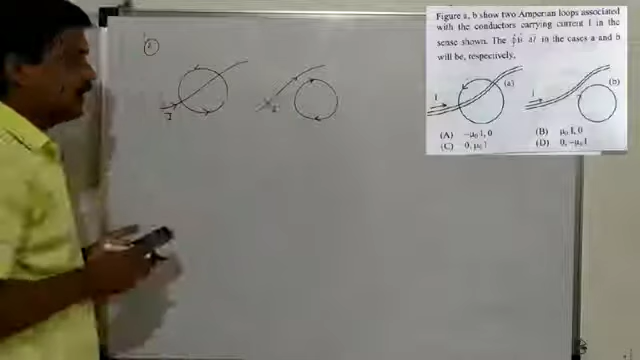 Figure a, b show two Amperian loops associated
with the conductors carrying current I in the
sense shown. The ∮B⃗ · dl⃗ in the cases a and b
will be, respectively,
I (a)
I (b)
(A) −μ₀ I, 0 (B) μ₀ I, 0
(C) 0, μ₀ I (D) 0, −μ₀ I
I
I